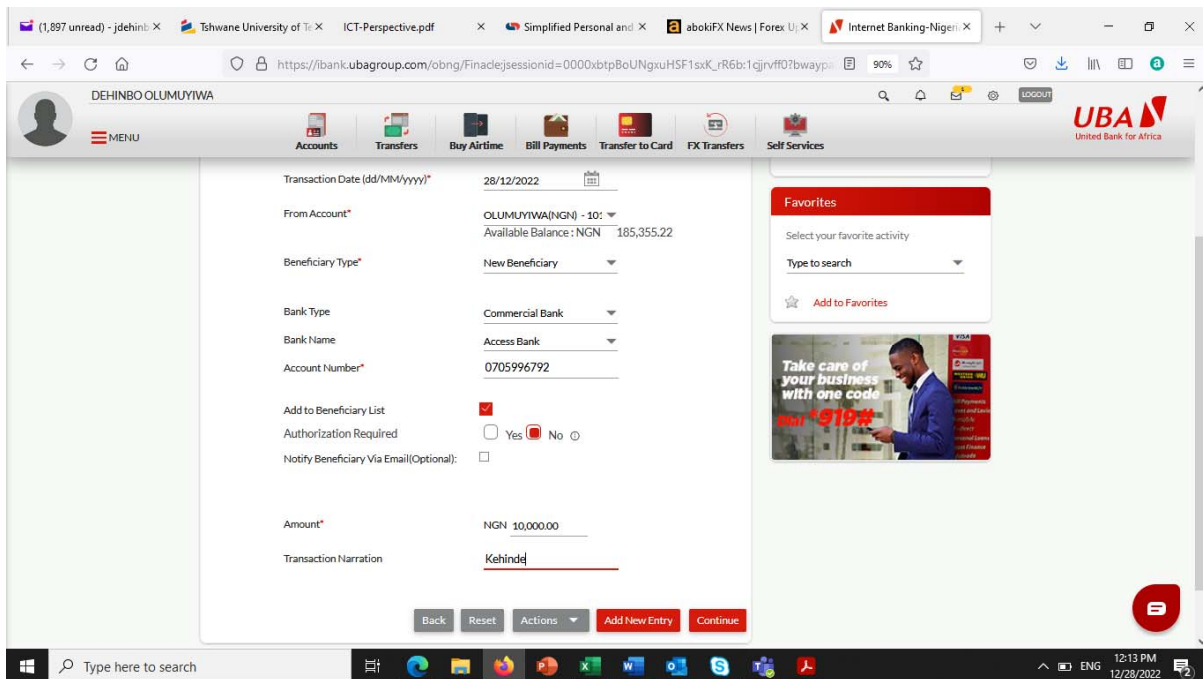 (1,897 unread) - jdehinb
Tshwane University of Te
ICT-Perspective.pdf
Simplified Personal and
abokiFX News | Forex U
Internet Banking-Nigeri
https://ibank.ubagroup.com/obng/Finacle;jsessionid=0000xbtpBoUNgxuHSF1sxK_rR6b:1cjjrvff0?bwaypa
90%
DEHINBO OLUMUYIWA
LOGOUT
MENU
Accounts
Transfers
Buy Airtime
Bill Payments
Transfer to Card
FX Transfers
Self Services
UBA
United Bank for Africa
Transaction Date (dd/MM/yyyy)* 28/12/2022
From Account* OLUMUYIWA(NGN) - 101
Available Balance : NGN 185,355.22
Beneficiary Type* New Beneficiary
Bank Type Commercial Bank
Bank Name Access Bank
Account Number* 0705996792
Add to Beneficiary List
Authorization Required Yes No
Notify Beneficiary Via Email(Optional):
Amount* NGN 10,000.00
Transaction Narration Kehinde
Back Reset Actions Add New Entry Continue
Favorites
Select your favorite activity
Type to search
Add to Favorites
Take care of
your business
with one code
Dial *919#
VISA
Type here to search
ENG
12:13 PM
12/28/2022
2